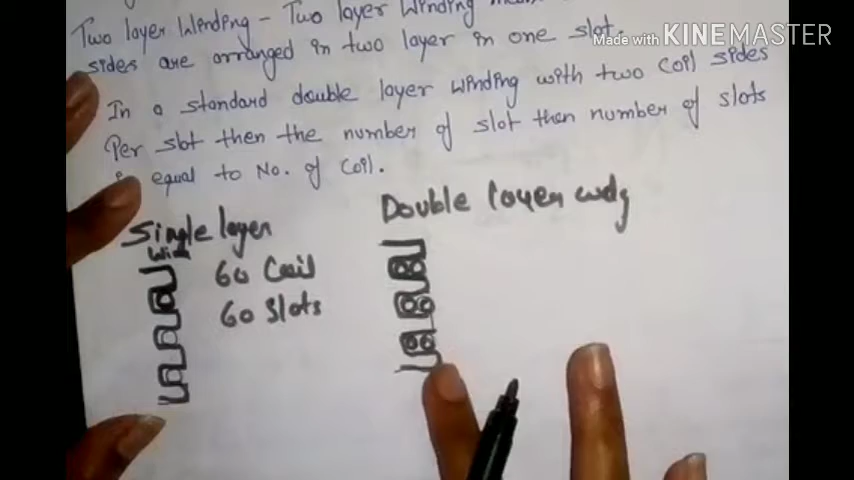 Two layer Winding - Two layer Winding
sides are arranged in two layer in one slot.
Made with KINEMASTER
In a standard double layer winding with two coil sides
Per slot then the number of slot then number of slots
equal to No. of Coil.
Single layer
Double layer wdg
60 Coil
60 Slots